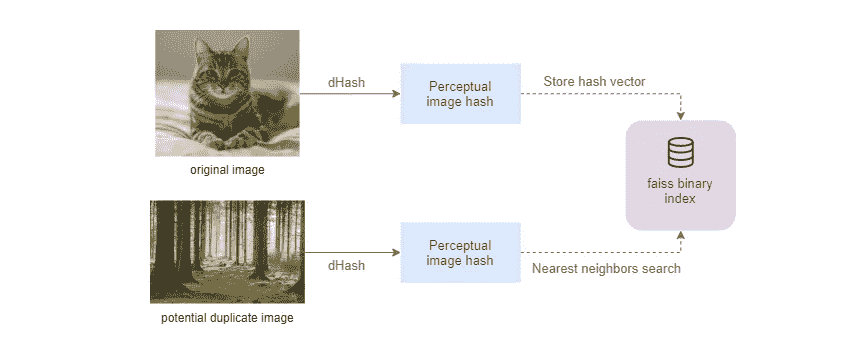 dHash
Perceptual
image hash
Store hash vector
original image
faiss binary
index
dHash
Perceptual
image hash
Nearest neighbors search
potential duplicate image